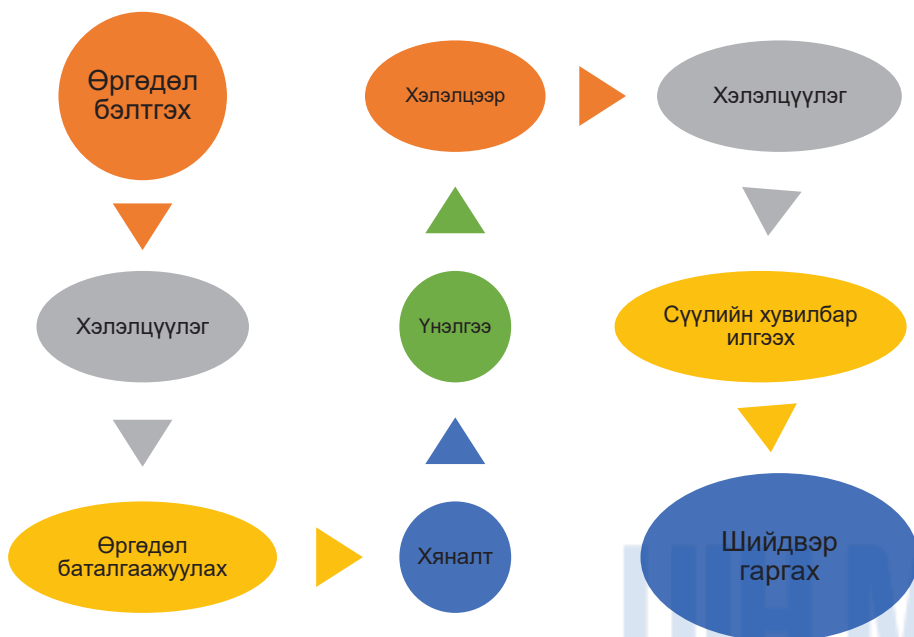 Өргөдөл
бэлтгэх
Хэлэлцүүлэг
Өргөдөл
баталгаажуулах
Хяналт
Үнэлгээ
Хэлэлцээр
Хэлэлцүүлэг
Сүүлийн хувилбар
илгээх
Шийдвэр
гаргах